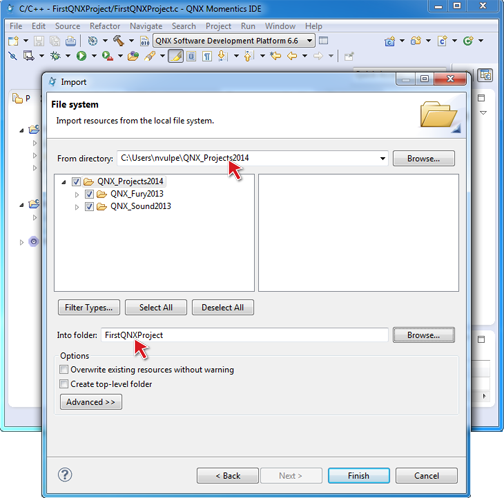 C/C++ - FirstQNXProject/FirstQNXProject.c - QNX Momentics IDE
File Edit Source Refactor Navigate Search Project Run Window Help
QNX Software Development Platform 6.6
P
Import
File system
Import resources from the local file system.
From directory: C:\Users\nvulpe\QNX_Projects2014 Browse...
QNX_Projects2014
QNX_Fury2013
QNX_Sound2013
Filter Types... Select All Deselect All
Into folder: FirstQNXProject Browse...
Options
Overwrite existing resources without warning
Create top-level folder
Advanced >>
< Back Next > Finish Cancel